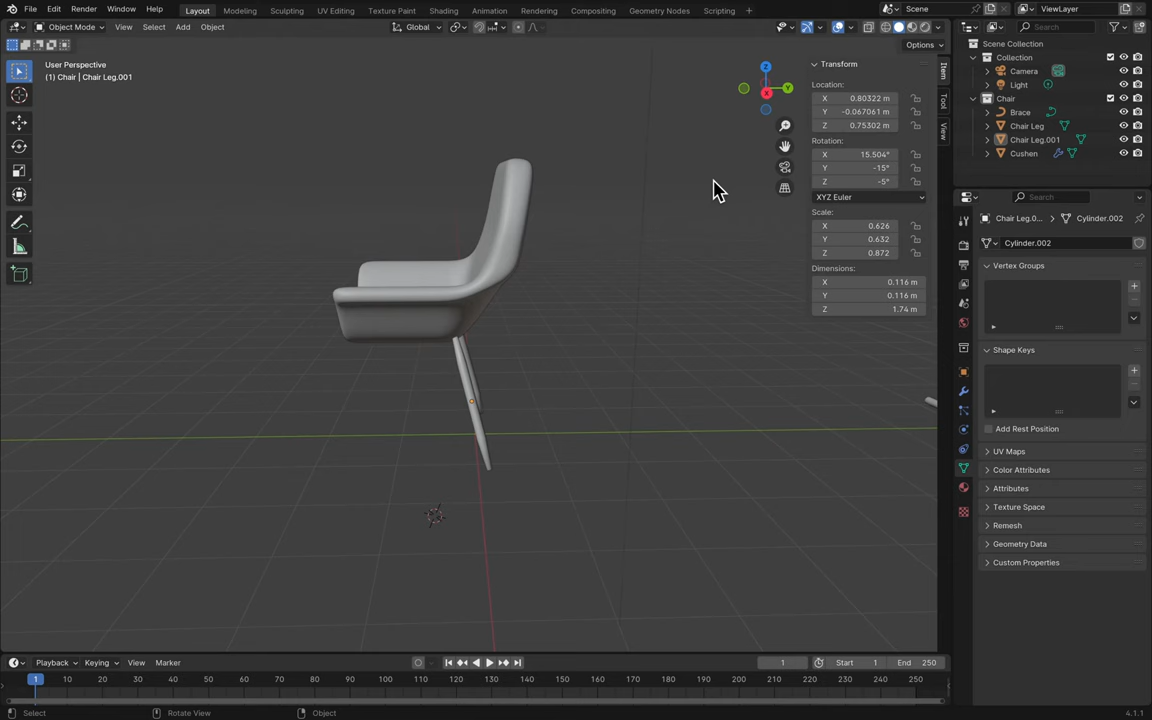 File Edit Render Window Help Layout Modeling Sculpting UV Editing Texture Paint Shading Animation Rendering Compositing Geometry Nodes Scripting + Scene ViewLayer
Object Mode View Select Add Object Global Search
Options
User Perspective
(1) Chair | Chair Leg.001
Z
Y
X
Item
Tool
View
Transform
Location:
X 0.80322 m
Y -0.067061 m
Z 0.75302 m
Rotation:
X 15.504°
Y -15°
Z -5°
XYZ Euler
Scale:
X 0.626
Y 0.632
Z 0.872
Dimensions:
X 0.116 m
Y 0.116 m
Z 1.74 m
Scene Collection
Collection
Camera
Light
Chair
Brace
Chair Leg
Chair Leg.001
Cushen
Search
Chair Leg.0... Cylinder.002
Cylinder.002
Vertex Groups
Shape Keys
Add Rest Position
UV Maps
Color Attributes
Attributes
Texture Space
Remesh
Geometry Data
Custom Properties
Playback Keying View Marker 1 Start 1 End 250
1 10 20 30 40 50 60 70 80 90 100 110 120 130 140 150 160 170 180 190 200 210 220 230 240 250
Select Rotate View Object 4.1.1